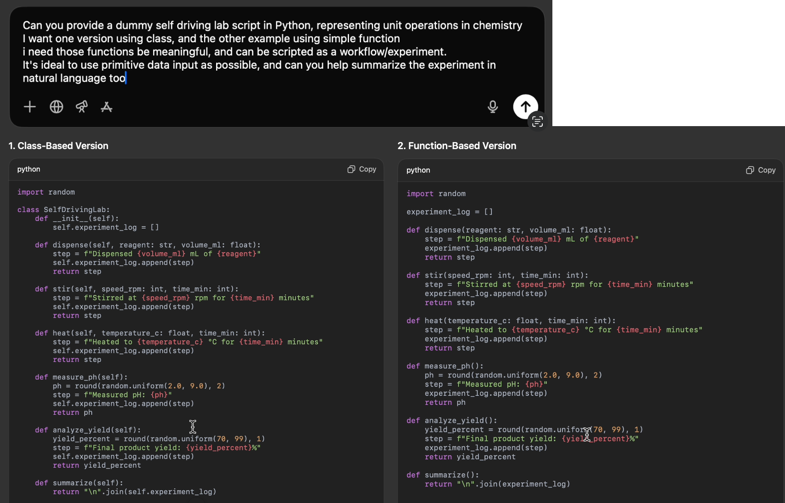 Can you provide a dummy self driving lab script in Python, representing unit operations in chemistry
I want one version using class, and the other example using simple function
i need those functions be meaningful, and can be scripted as a workflow/experiment.
It's ideal to use primitive data input as possible, and can you help summarize the experiment in
natural language too
1. Class-Based Version
python
Copy
import random
class SelfDrivingLab:
def __init__(self):
self.experiment_log = []
def dispense(self, reagent: str, volume_ml: float):
step = f"Dispensed {volume_ml} mL of {reagent}"
self.experiment_log.append(step)
return step
def stir(self, speed_rpm: int, time_min: int):
step = f"Stirred at {speed_rpm} rpm for {time_min} minutes"
self.experiment_log.append(step)
return step
def heat(self, temperature_c: float, time_min: int):
step = f"Heated to {temperature_c} °C for {time_min} minutes"
self.experiment_log.append(step)
return step
def measure_ph(self):
ph = round(random.uniform(2.0, 9.0), 2)
step = f"Measured pH: {ph}"
self.experiment_log.append(step)
return ph
def analyze_yield(self):
yield_percent = round(random.uniform(70, 99), 1)
step = f"Final product yield: {yield_percent}%"
self.experiment_log.append(step)
return yield_percent
def summarize(self):
return "\n".join(self.experiment_log)
2. Function-Based Version
python
Copy
import random
experiment_log = []
def dispense(reagent: str, volume_ml: float):
step = f"Dispensed {volume_ml} mL of {reagent}"
experiment_log.append(step)
return step
def stir(speed_rpm: int, time_min: int):
step = f"Stirred at {speed_rpm} rpm for {time_min} minutes"
experiment_log.append(step)
return step
def heat(temperature_c: float, time_min: int):
step = f"Heated to {temperature_c} °C for {time_min} minutes"
experiment_log.append(step)
return step
def measure_ph():
ph = round(random.uniform(2.0, 9.0), 2)
step = f"Measured pH: {ph}"
experiment_log.append(step)
return ph
def analyze_yield():
yield_percent = round(random.uniform(70, 99), 1)
step = f"Final product yield: {yield_percent}%"
experiment_log.append(step)
return yield_percent
def summarize():
return "\n".join(experiment_log)